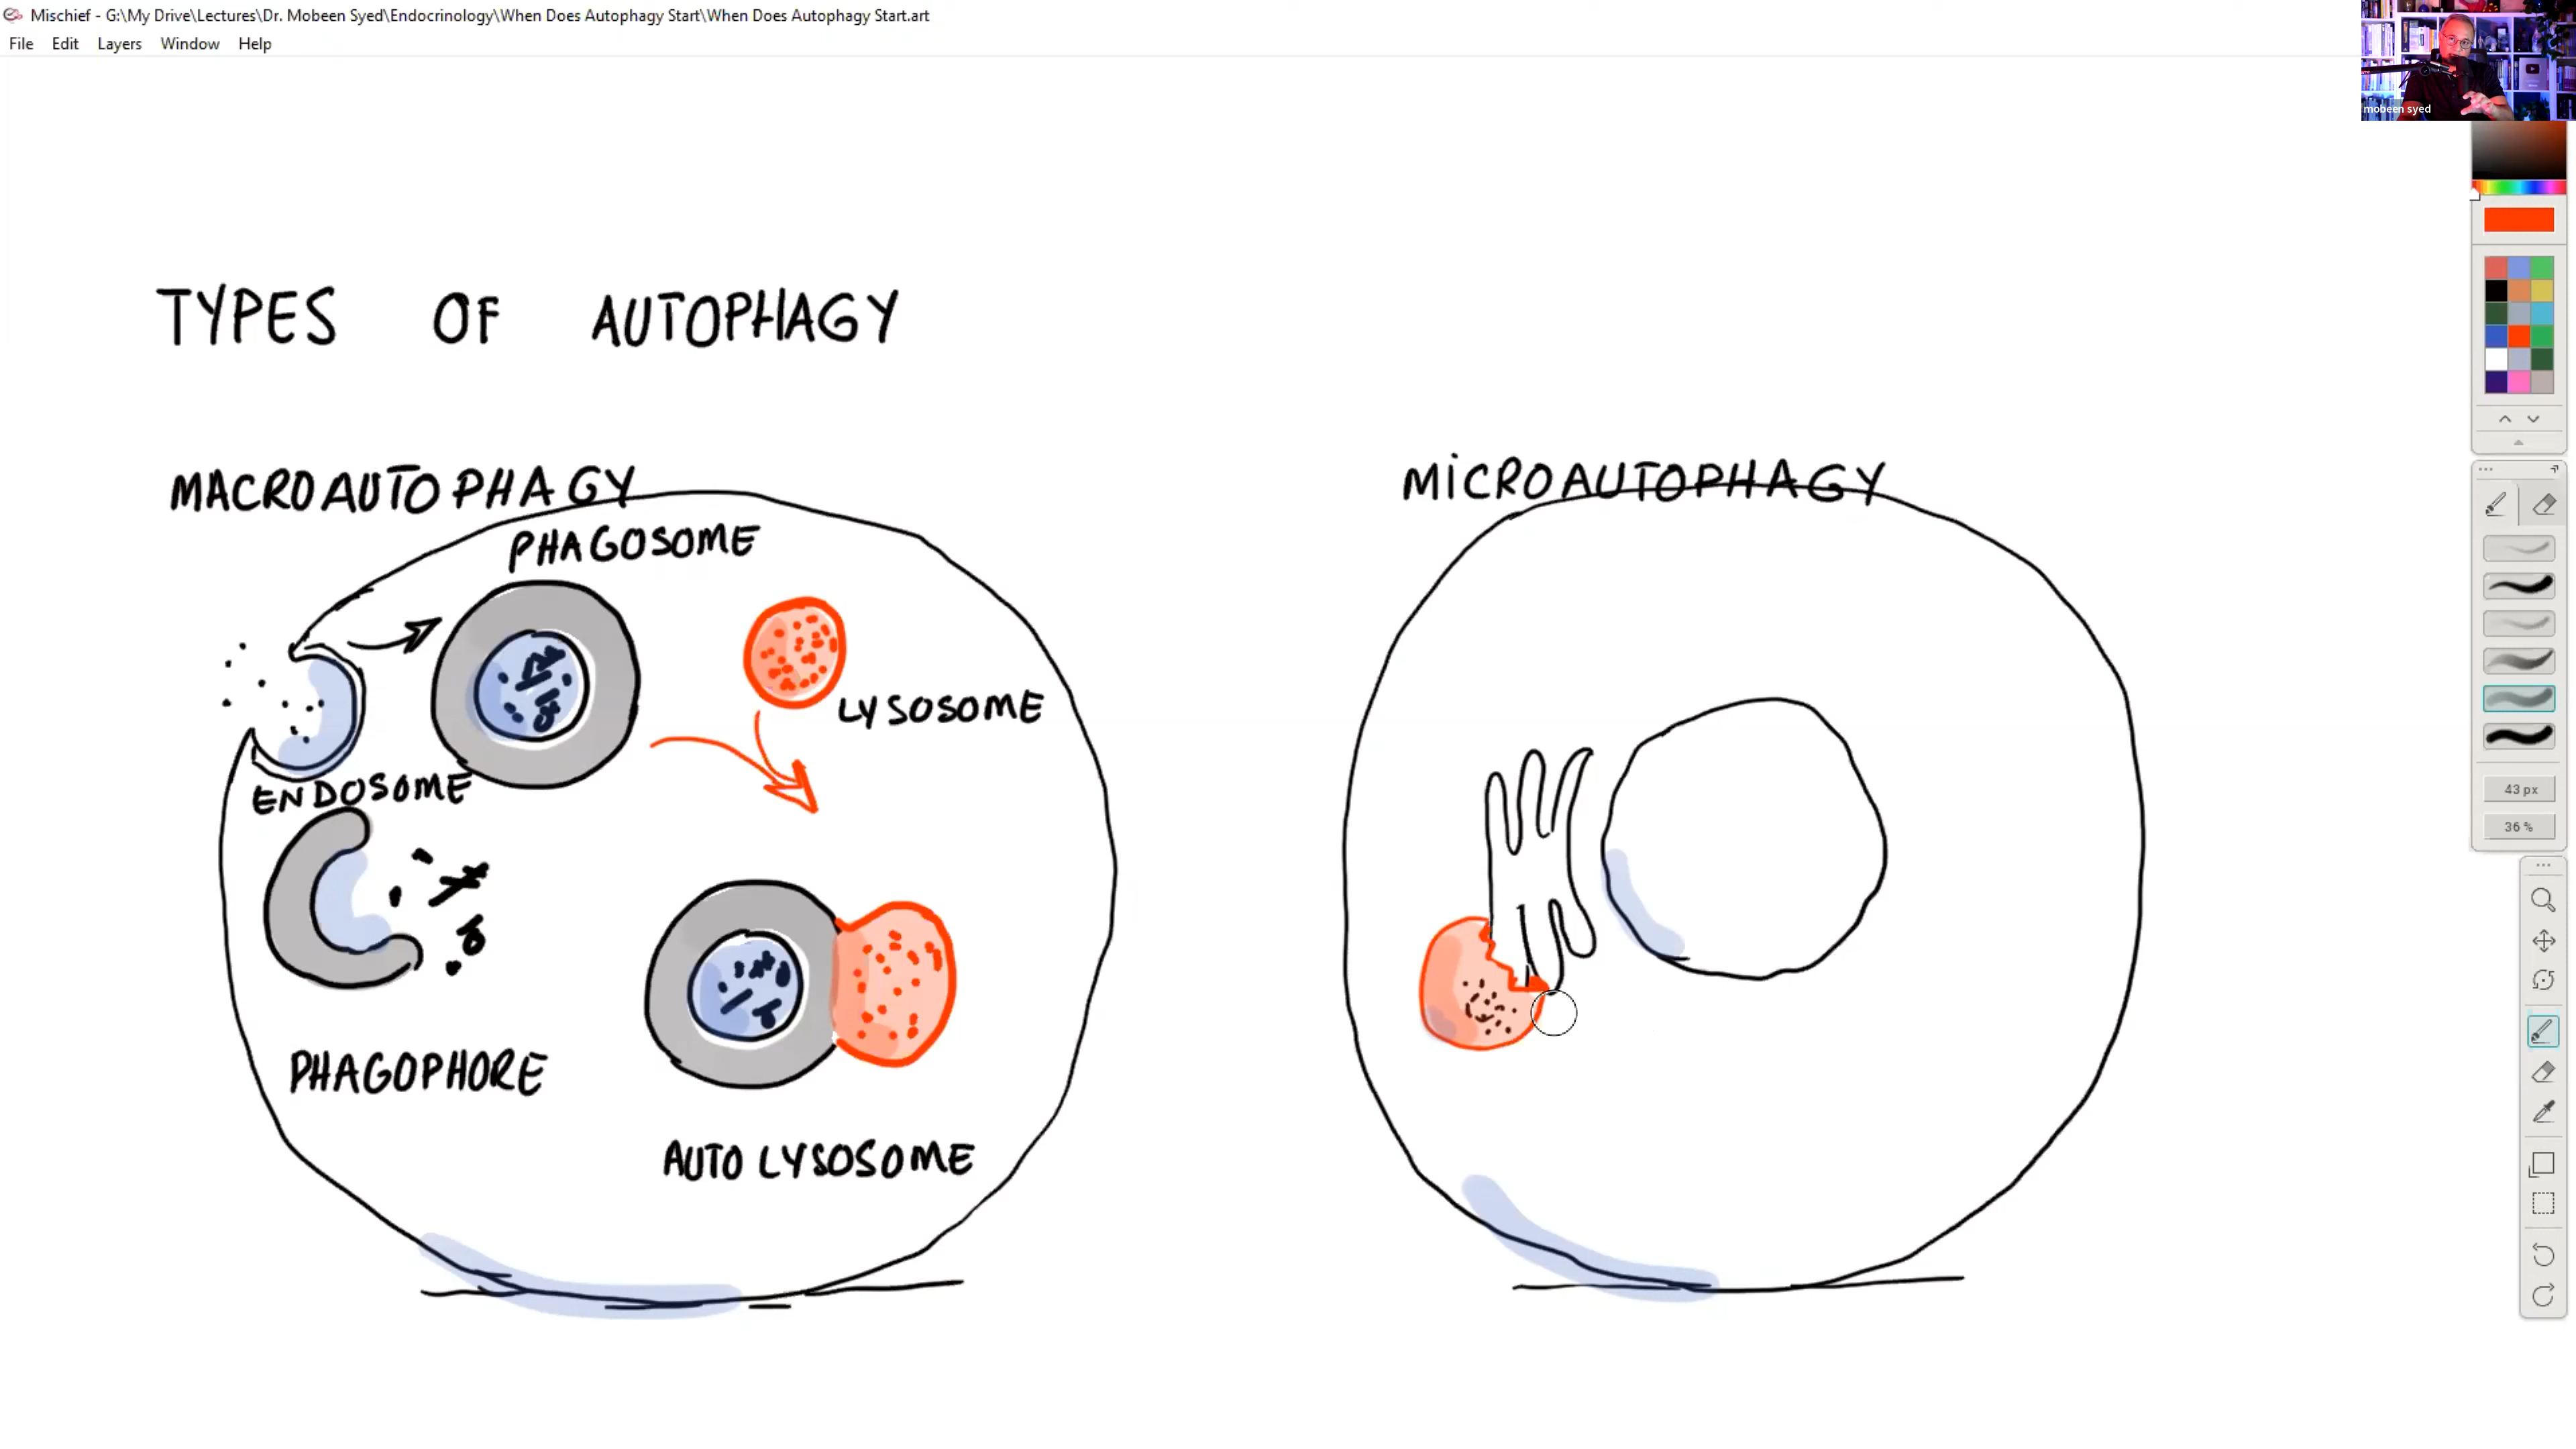 Mischief - G:\My Drive\Lectures\Dr. Mobeen Syed\Endocrinology\When Does Autophagy Start\When Does Autophagy Start.art
File Edit Layers Window Help
mobeen syed
TYPES OF AUTOPHAGY
MACROAUTOPHAGY
MICROAUTOPHAGY
PHAGOSOME
LYSOSOME
ENDOSOME
PHAGOPHORE
AUTO LYSOSOME
43 px
36 %